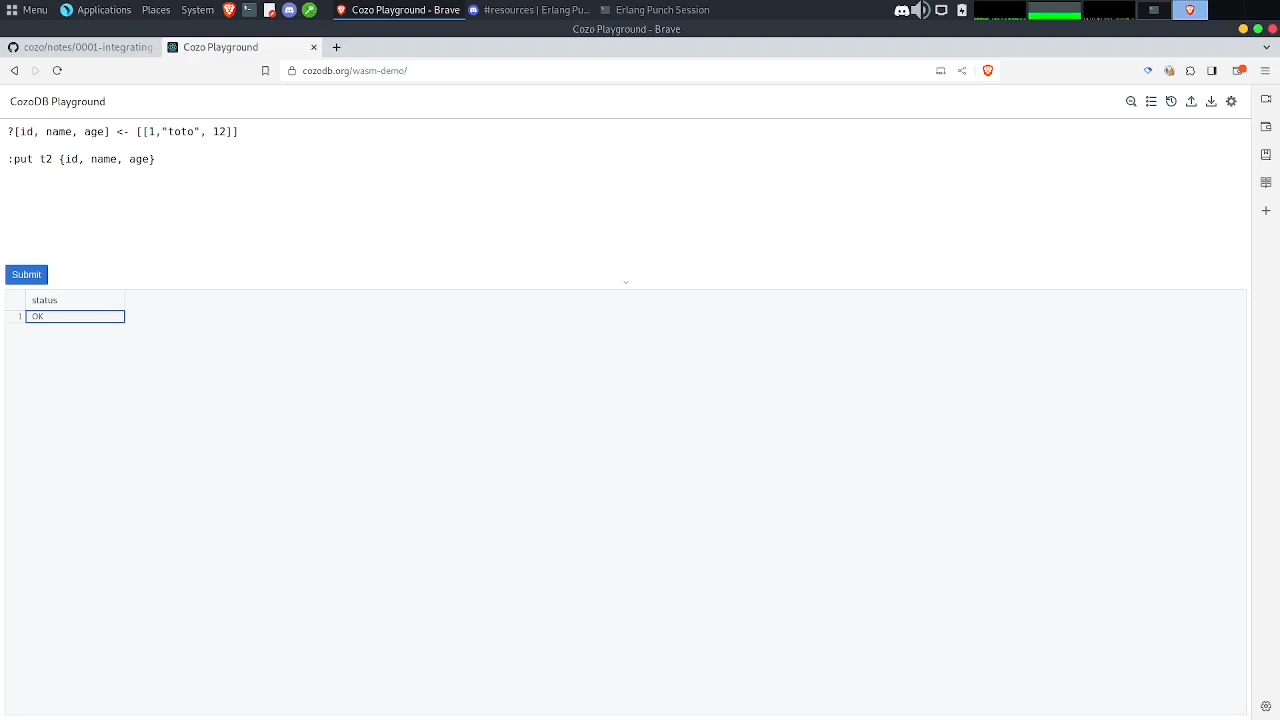 Menu Applications Places System Cozo Playground - Brave #resources | Erlang Pu... Erlang Punch Session
Cozo Playground - Brave
cozo/notes/0001-integrating- Cozo Playground
cozodb.org/wasm-demo/
CozoDB Playground
?[id, name, age] <- [[1,"toto", 12]]
:put t2 {id, name, age}
Submit
status
1 OK